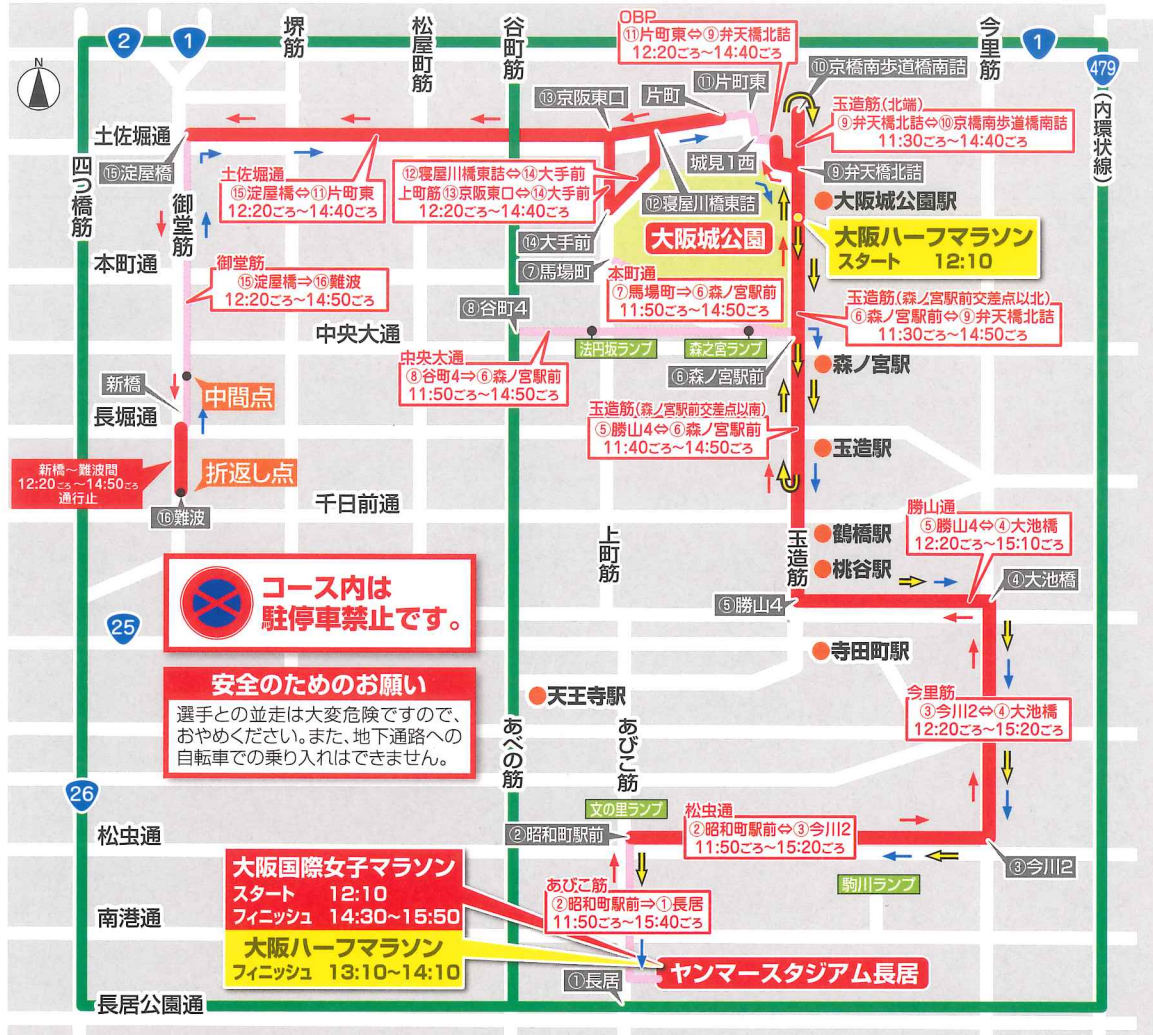 2
1
堺筋
松屋町筋
谷町筋
OBP
⑪片町東⇔⑨弁天橋北詰
12:20ごろ～14:40ごろ
今里筋
1
479
(内環状線)
N
⑩京橋南歩道橋南詰
⑪片町東
片町
⑬京阪東口
玉造筋(北端)
⑨弁天橋北詰⇔⑩京橋南歩道橋南詰
11:30ごろ～14:40ごろ
土佐堀通
⑮淀屋橋
四つ橋筋
御堂筋
土佐堀通
⑮淀屋橋⇔⑪片町東
12:20ごろ～14:40ごろ
⑫寝屋川橋東詰⇔⑭大手前
上町筋⑬京阪東口⇔⑭大手前
12:20ごろ～14:40ごろ
城見1西
⑨弁天橋北詰
⑫寝屋川橋東詰
大阪城公園駅
⑭大手前
大阪城公園
大阪ハーフマラソン
スタート 12:10
本町通
⑦馬場町
御堂筋
⑮淀屋橋⇒⑯難波
12:20ごろ～14:50ごろ
本町通
⑦馬場町⇒⑥森ノ宮駅前
11:50ごろ～14:50ごろ
玉造筋(森ノ宮駅前交差点以北)
⑥森ノ宮駅前⇔⑨弁天橋北詰
11:30ごろ～14:50ごろ
⑧谷町4
中央大通
法円坂ランプ
森之宮ランプ
中央大通
⑧谷町4⇒⑥森ノ宮駅前
11:50ごろ～14:50ごろ
⑥森ノ宮駅前
森ノ宮駅
新橋
中間点
長堀通
玉造筋(森ノ宮駅前交差点以南)
⑤勝山4⇔⑥森ノ宮駅前
11:40ごろ～14:50ごろ
玉造駅
新橋～難波間
12:20ごろ～14:50ごろ
通行止
折返し点
⑯難波
千日前通
上町筋
玉造筋
鶴橋駅
勝山通
⑤勝山4⇔④大池橋
12:20ごろ～15:10ごろ
桃谷駅
④大池橋
コース内は
駐停車禁止です。
⑤勝山4
25
寺田町駅
安全のためのお願い
選手との並走は大変危険ですので、
おやめください。また、地下通路への
自転車での乗り入れはできません。
天王寺駅
あべの筋
あびこ筋
今里筋
③今川2⇔④大池橋
12:20ごろ～15:20ごろ
26
文の里ランプ
松虫通
②昭和町駅前
松虫通
②昭和町駅前⇔③今川2
11:50ごろ～15:20ごろ
③今川2
駒川ランプ
大阪国際女子マラソン
スタート 12:10
フィニッシュ 14:30～15:50
大阪ハーフマラソン
フィニッシュ 13:10～14:10
あびこ筋
②昭和町駅前⇒①長居
11:50ごろ～15:40ごろ
南港通
ヤンマースタジアム長居
①長居
長居公園通